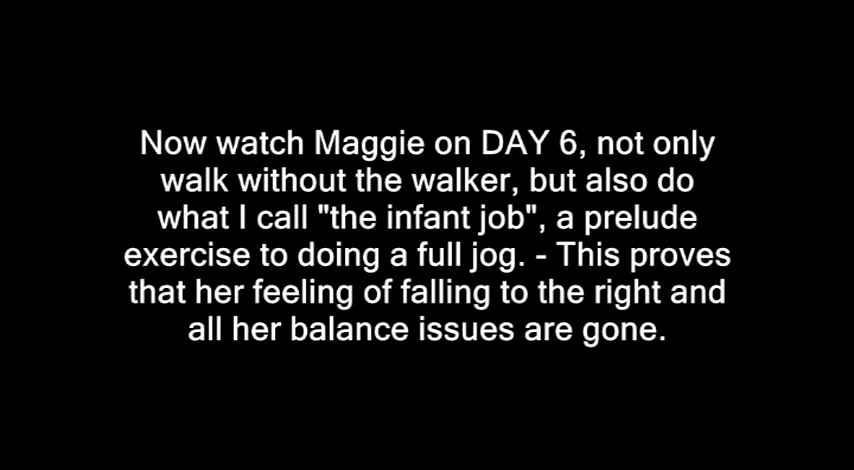 Now watch Maggie on DAY 6, not only
walk without the walker, but also do
what I call "the infant job", a prelude
exercise to doing a full jog. - This proves
that her feeling of falling to the right and
all her balance issues are gone.